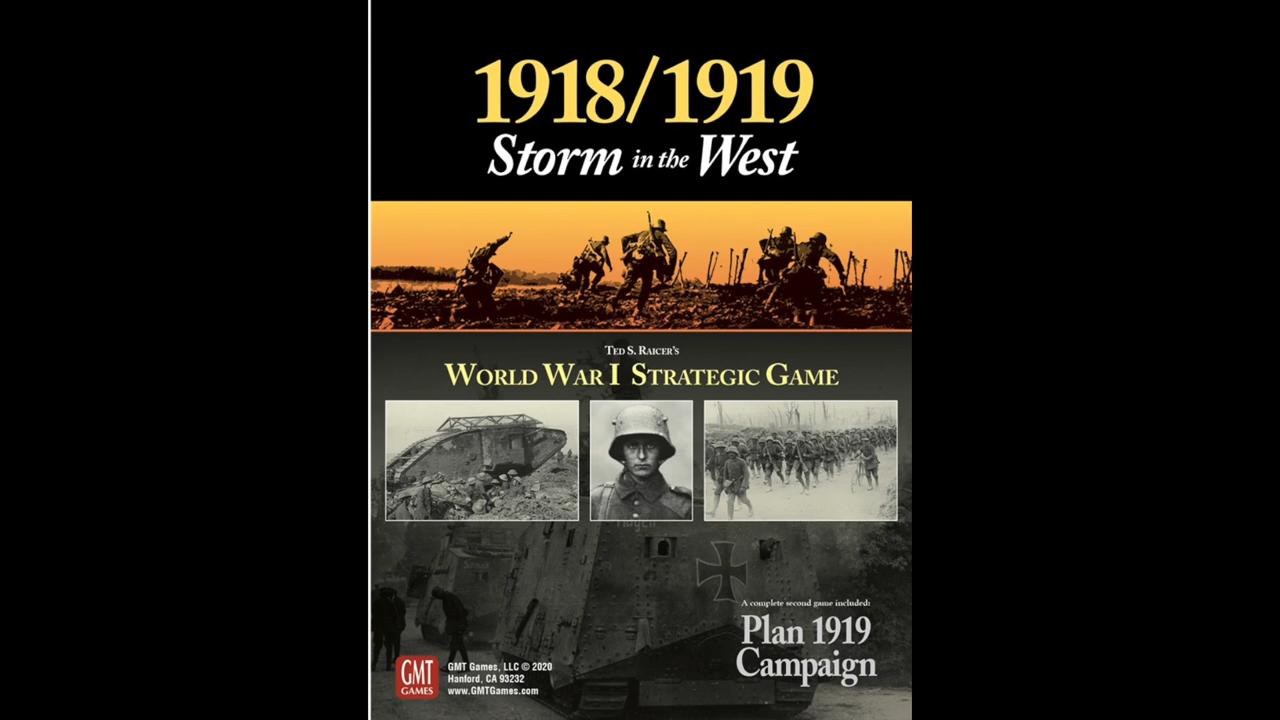 1918/1919
Storm in the West
TED S. RAICER'S
WORLD WAR I STRATEGIC GAME
A complete second game included:
Plan 1919
Campaign
GMT
GAMES
GMT Games, LLC © 2020
Hanford, CA 93232
www.GMTGames.com